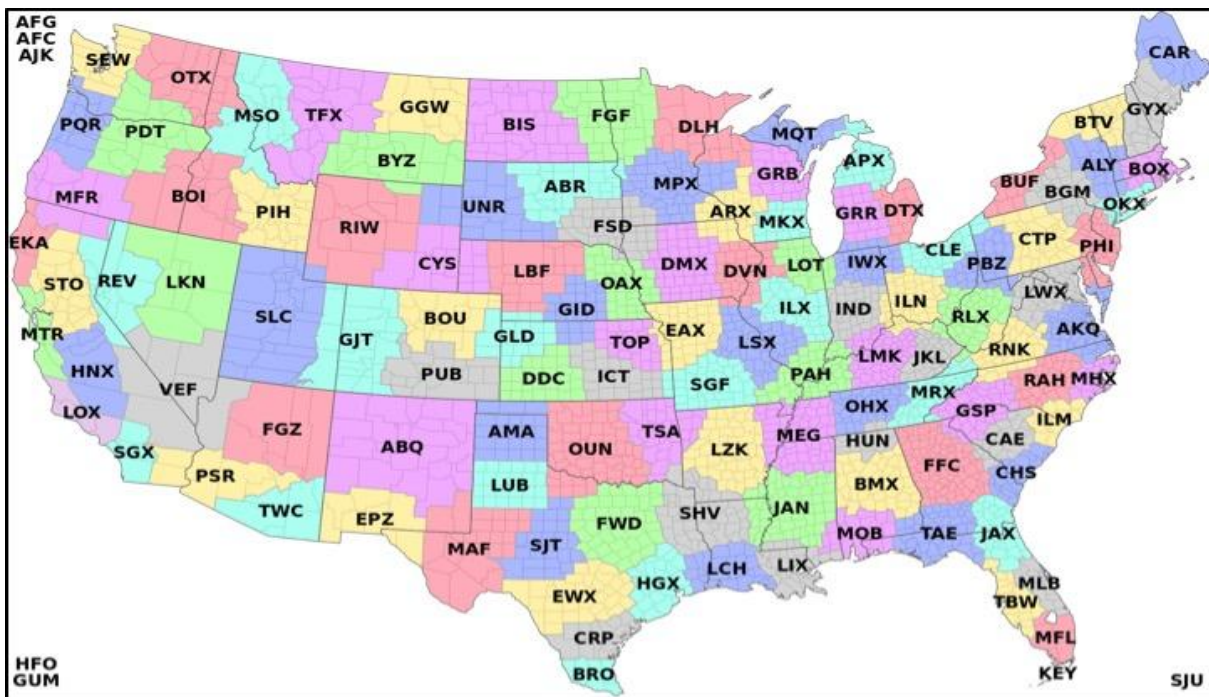 AFG
AFC
AJK
SEW
OTX
MSO
TFX
GGW
BIS
FGF
DLH
MQT
CAR
GYX
PQR
PDT
BYZ
BTV
MFR
BOI
PIH
RIW
UNR
ABR
MPX
GRB
APX
BUF
ALY
BOX
BGM
OKX
FSD
ARX
MKX
GRR
DTX
EKA
STO
REV
LKN
CYS
LBF
OAX
DMX
DVN
LOT
IWX
CLE
PBZ
CTP
PHI
MTR
SLC
GJT
BOU
GID
GLD
ILX
IND
ILN
LWX
HNX
VEF
PUB
DDC
ICT
TOP
EAX
LSX
LMK
JKL
RLX
RNK
AKQ
LOX
SGF
PAH
MRX
RAH
MHX
SGX
FGZ
ABQ
AMA
OUN
TSA
LZK
MEG
OHX
HUN
GSP
CAE
ILM
PSR
TWC
LUB
FFC
CHS
EPZ
MAF
SJT
FWD
SHV
JAN
BMX
MOB
TAE
JAX
EWX
HGX
LCH
LIX
MLB
TBW
CRP
MFL
BRO
KEY
HFO
GUM
SJU